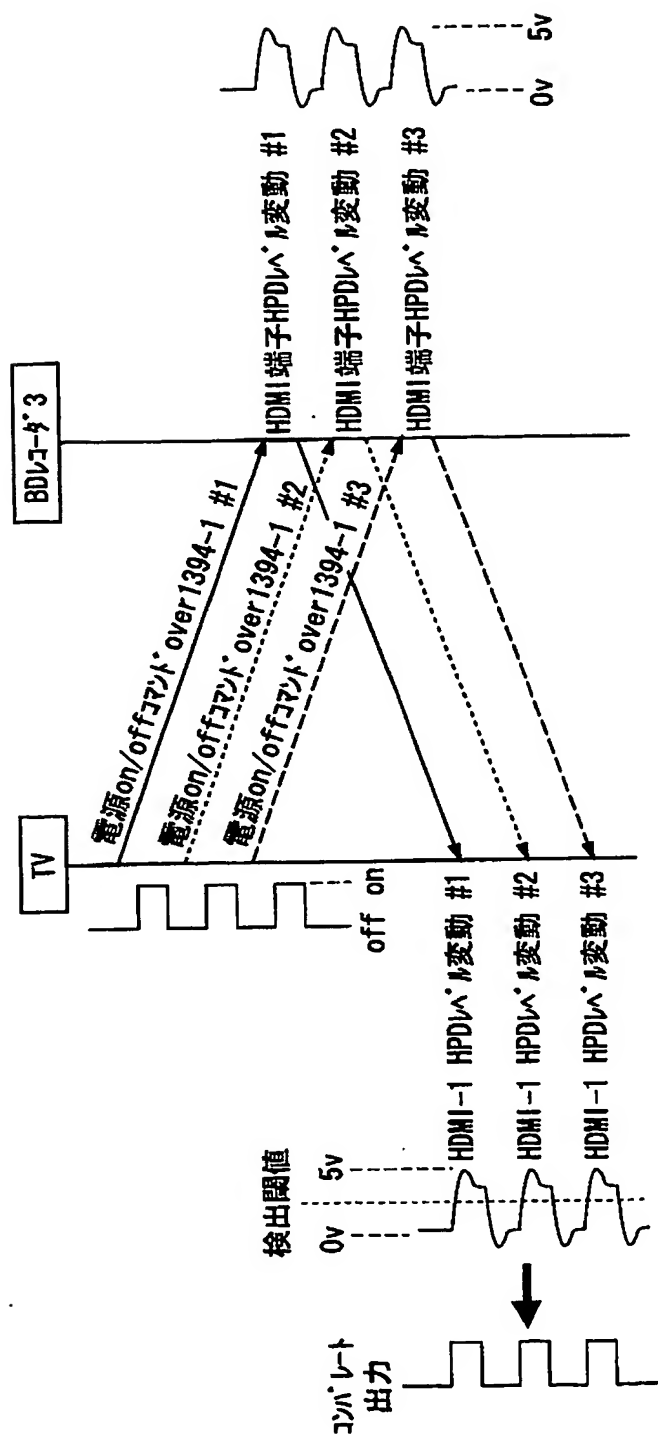 TV
BDレコーダ3
off on
電源on/offコマンドover1394-1 #1
電源on/offコマンドover1394-1 #2
電源on/offコマンドover1394-1 #3
HDMI端子HPDレベル変動 #1
HDMI端子HPDレベル変動 #2
HDMI端子HPDレベル変動 #3
0v
5v
HDMI-1 HPDレベル変動 #1
HDMI-1 HPDレベル変動 #2
HDMI-1 HPDレベル変動 #3
検出閾値
0v
5v
コンパレート
出力